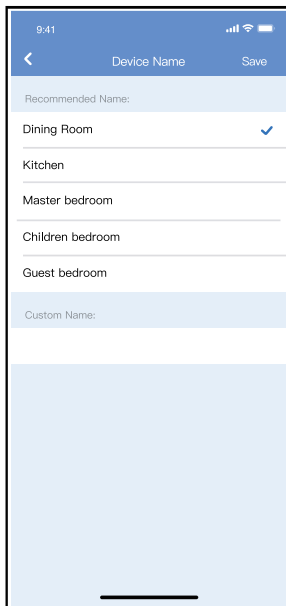 9:41
Device Name
Save
Recommended Name:
Dining Room
Kitchen
Master bedroom
Children bedroom
Guest bedroom
Custom Name: